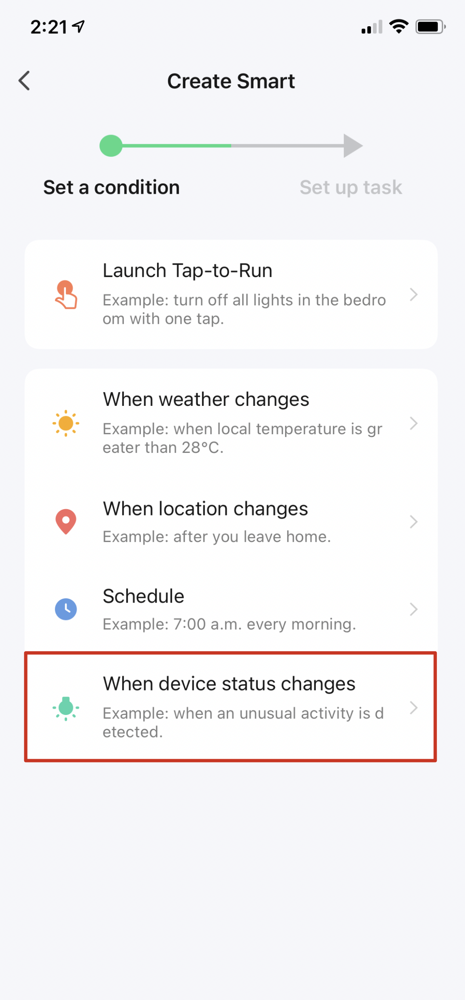 2:21
Create Smart
Set a condition
Set up task
Launch Tap-to-Run
Example: turn off all lights in the bedro
om with one tap.
When weather changes
Example: when local temperature is gr
eater than 28°C.
When location changes
Example: after you leave home.
Schedule
Example: 7:00 a.m. every morning.
When device status changes
Example: when an unusual activity is d
etected.